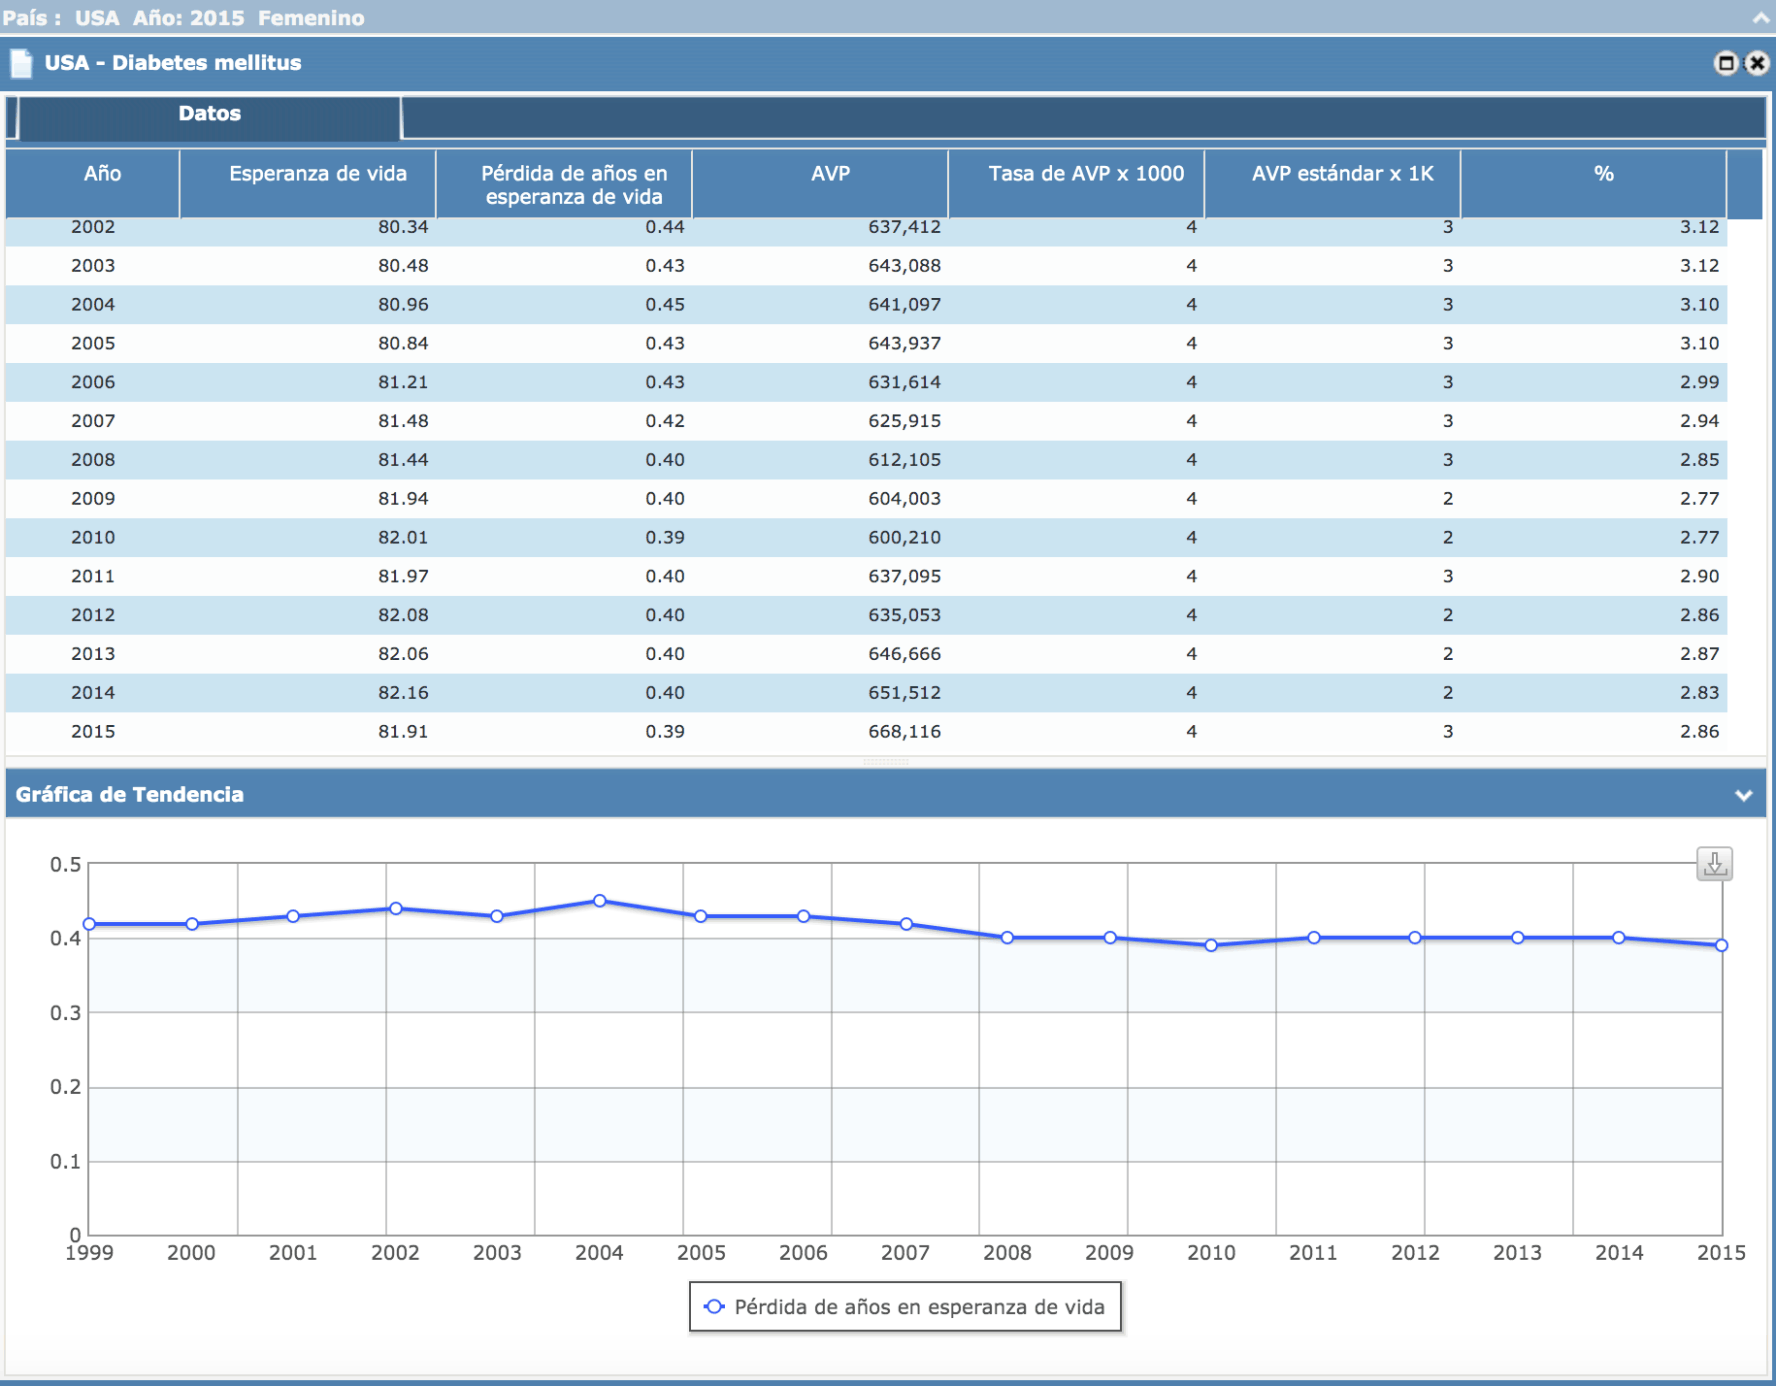 País :  USA  Año: 2015  Femenino
USA - Diabetes mellitus
Datos
Año Esperanza de vida Pérdida de años en esperanza de vida AVP Tasa de AVP x 1000 AVP estándar x 1K %
2002 80.34 0.44 637,412 4 3 3.12
2003 80.48 0.43 643,088 4 3 3.12
2004 80.96 0.45 641,097 4 3 3.10
2005 80.84 0.43 643,937 4 3 3.10
2006 81.21 0.43 631,614 4 3 2.99
2007 81.48 0.42 625,915 4 3 2.94
2008 81.44 0.40 612,105 4 3 2.85
2009 81.94 0.40 604,003 4 2 2.77
2010 82.01 0.39 600,210 4 2 2.77
2011 81.97 0.40 637,095 4 3 2.90
2012 82.08 0.40 635,053 4 2 2.86
2013 82.06 0.40 646,666 4 2 2.87
2014 82.16 0.40 651,512 4 2 2.83
2015 81.91 0.39 668,116 4 3 2.86
Gráfica de Tendencia
0.5
0.4
0.3
0.2
0.1
0
1999 2000 2001 2002 2003 2004 2005 2006 2007 2008 2009 2010 2011 2012 2013 2014 2015
Pérdida de años en esperanza de vida